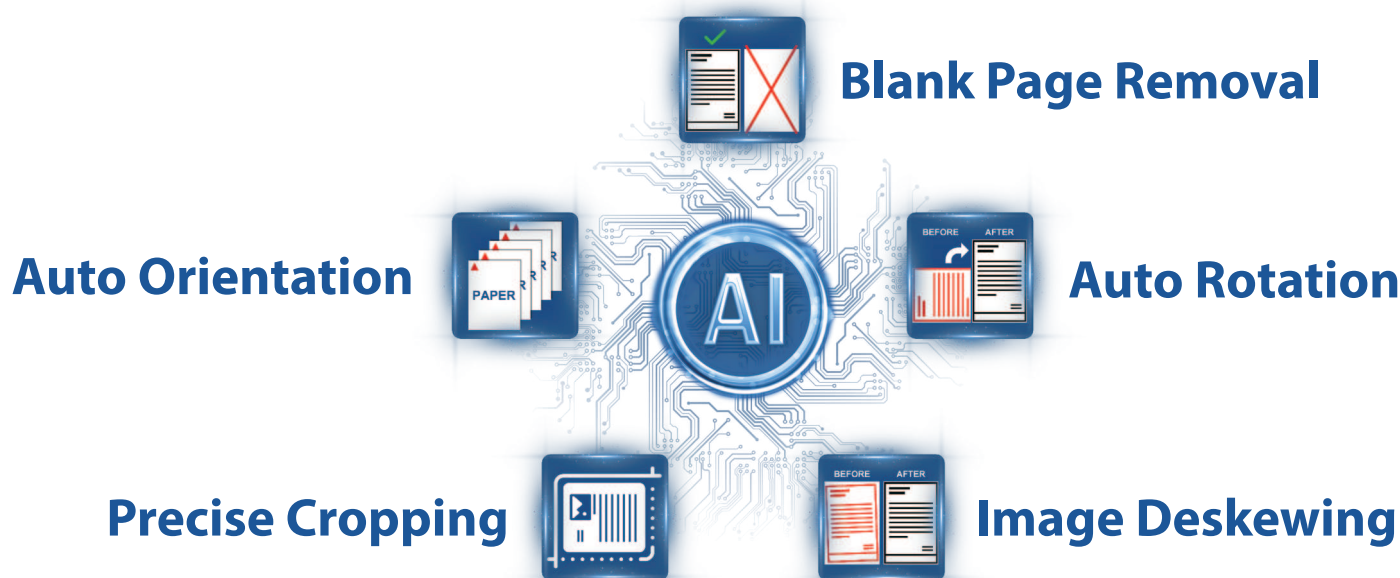 Blank Page Removal
Auto Orientation
PAPER
R
R
R
R
AI
BEFORE AFTER
Auto Rotation
Precise Cropping
BEFORE AFTER
Image Deskewing